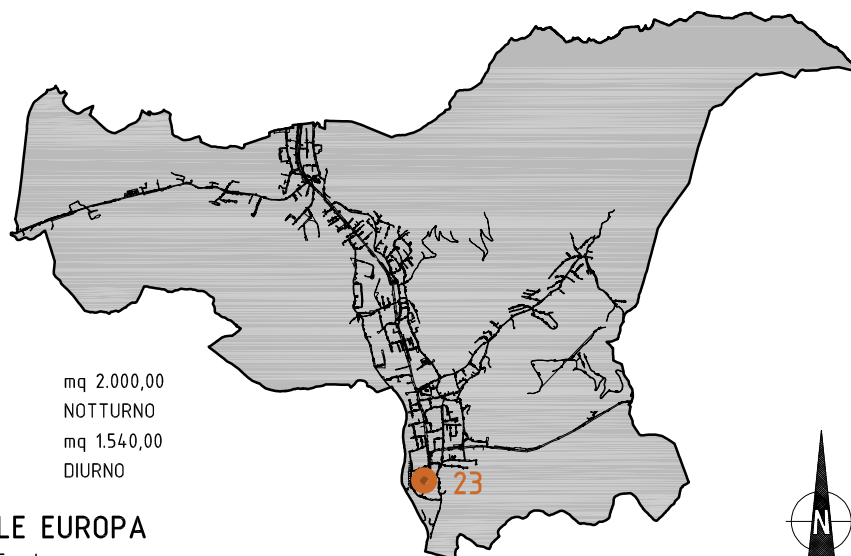 mq 2.000,00
NOTTURNO
mq 1.540,00
DIURNO
23
N
LE EUROPA